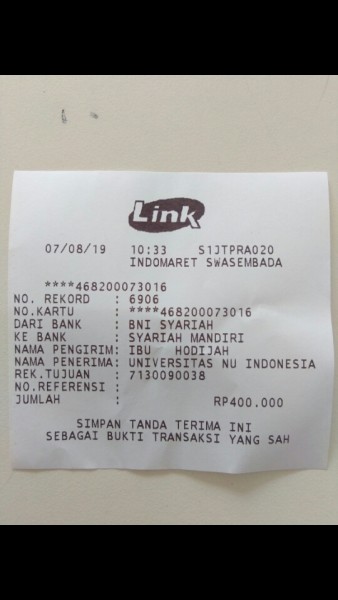 Link
07/08/19 10:33 S1JTPRA020
INDOMARET SWASEMBADA
****468200073016
NO. REKORD : 6906
NO.KARTU : ****468200073016
DARI BANK : BNI SYARIAH
KE BANK : SYARIAH MANDIRI
NAMA PENGIRIM: IBU HODIJAH
NAMA PENERIMA: UNIVERSITAS NU INDONESIA
REK.TUJUAN : 7130090038
NO.REFERENSI :
JUMLAH : RP400.000
SIMPAN TANDA TERIMA INI
SEBAGAI BUKTI TRANSAKSI YANG SAH